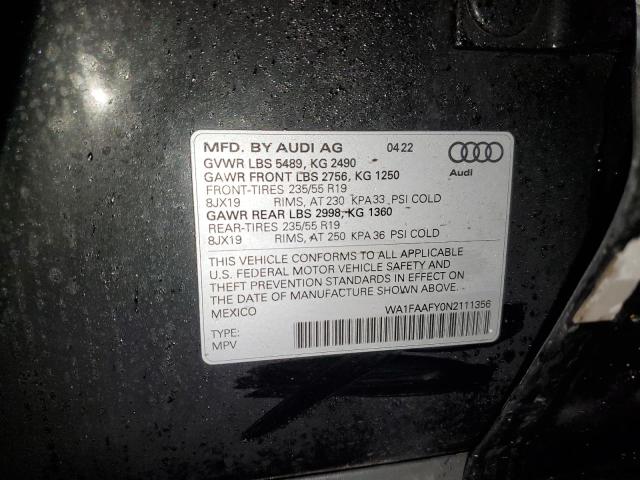 MFD. BY AUDI AG 04 22
GVWR LBS 5489, KG 2490
GAWR FRONT LBS 2756, KG 1250
FRONT-TIRES 235/55 R19
8JX19 RIMS, AT 230 KPA 33 PSI COLD
GAWR REAR LBS 2998, KG 1360
REAR-TIRES 235/55 R19
8JX19 RIMS, AT 250 KPA 36 PSI COLD
Audi
THIS VEHICLE CONFORMS TO ALL APPLICABLE
U.S. FEDERAL MOTOR VEHICLE SAFETY AND
THEFT PREVENTION STANDARDS IN EFFECT ON
THE DATE OF MANUFACTURE SHOWN ABOVE.
MEXICO WA1FAAFY0N2111356
TYPE:
MPV